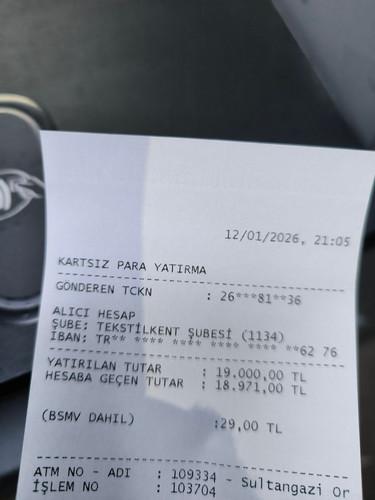 12/01/2026, 21:05
KARTSIZ PARA YATIRMA
GÖNDEREN TCKN : 26***81**36
ALICI HESAP
ŞUBE: TEKSTİLKENT ŞUBESİ (1134)
IBAN: TR** **** **** **** **** **62 76
YATIRILAN TUTAR : 19.000,00 TL
HESABA GEÇEN TUTAR : 18.971,00 TL
(BSMV DAHIL) :29,00 TL
ATM NO - ADI : 109334 - Sultangazi Or
İŞLEM NO : 103704